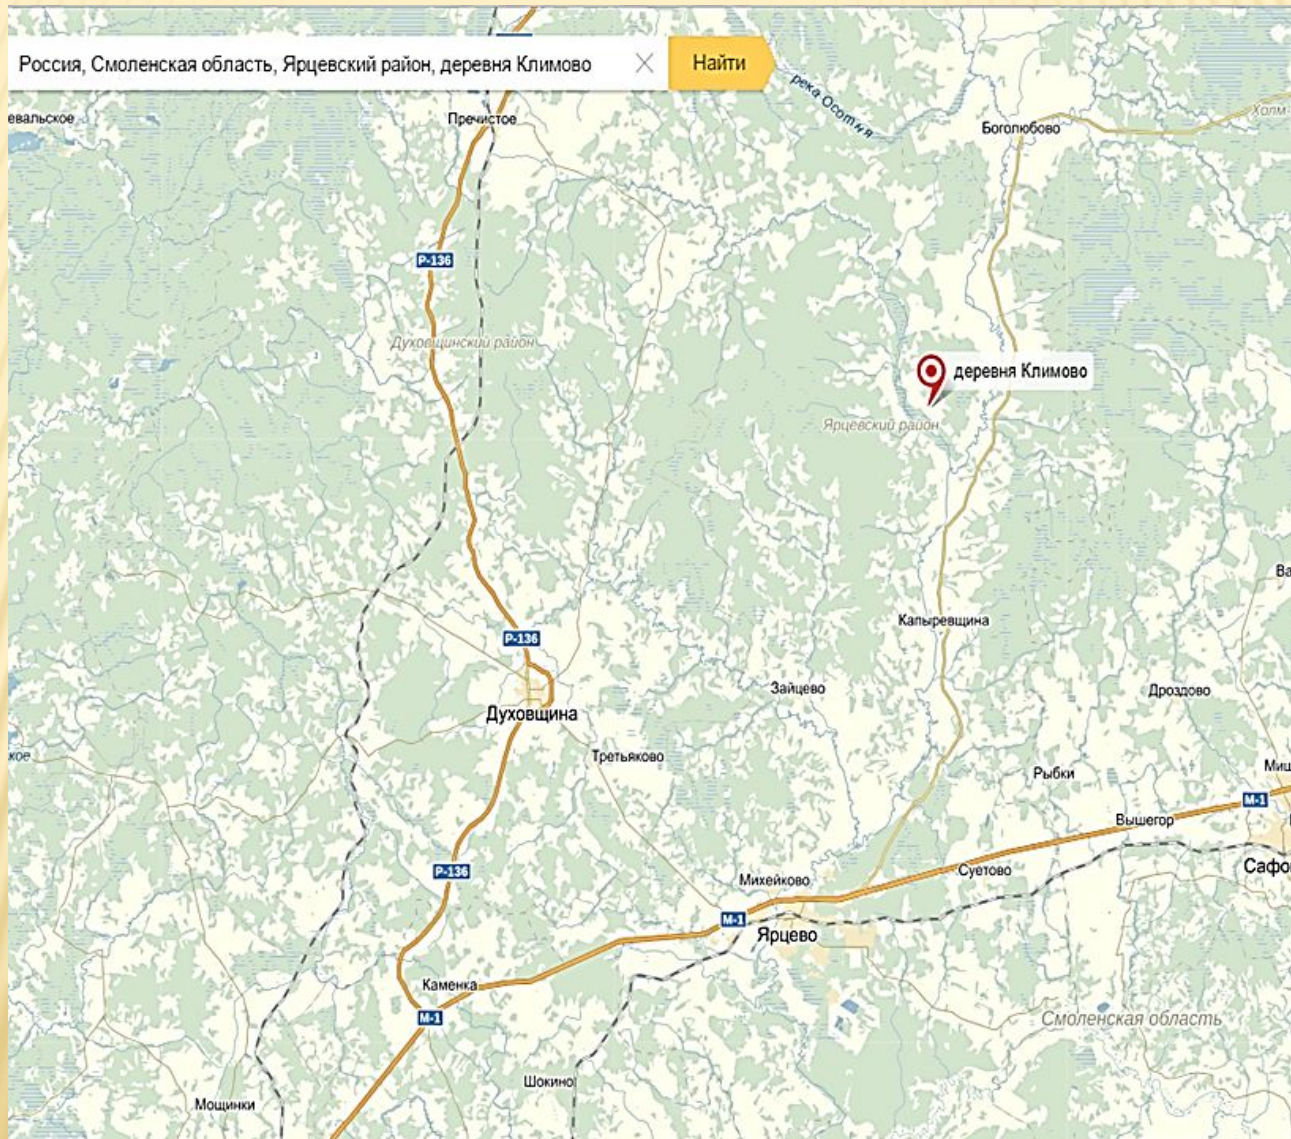 Россия, Смоленская область, Ярцевский район, деревня Климово
Найти
река Осотня
Холм
евальское
Пречистое
Боголюбово
Р-136
Духовщинский район
деревня Климово
Ярцевский район
Ва
Капыревщина
Р-136
Зайцево
Дроздово
Духовщина
кое
Третьяково
Рыбки
Миш
М-1
Вышегор
Сафо
Р-136
Михейково
Суетово
М-1
Ярцево
Каменка
М-1
Смоленская область
Шокино
Мощинки